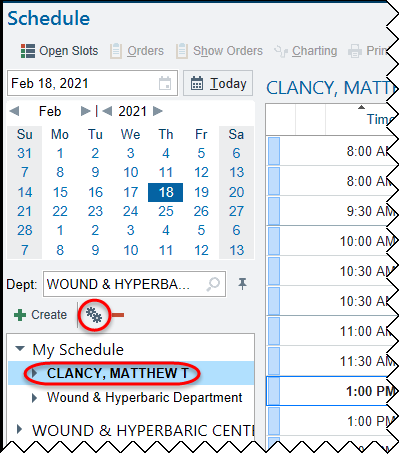 Schedule
Open Slots Orders Show Orders Charting Prin
Feb 18, 2021 Today
CLANCY, MATTH
Feb 2021
Su Mo Tu We Th Fr Sa
31 1 2 3 4 5 6
7 8 9 10 11 12 13
14 15 16 17 18 19 20
21 22 23 24 25 26 27
28 1 2 3 4 5 6
7 8 9 10 11 12 13
Dept: WOUND & HYPERBA...
Create
My Schedule
CLANCY, MATTHEW T
Wound & Hyperbaric Department
WOUND & HYPERBARIC CENT
Time
8:00 AM
8:00 AM
9:30 AM
10:00 AM
10:30 AM
10:30 AM
11:00 AM
11:30 AM
1:00 PM
1:00 PM